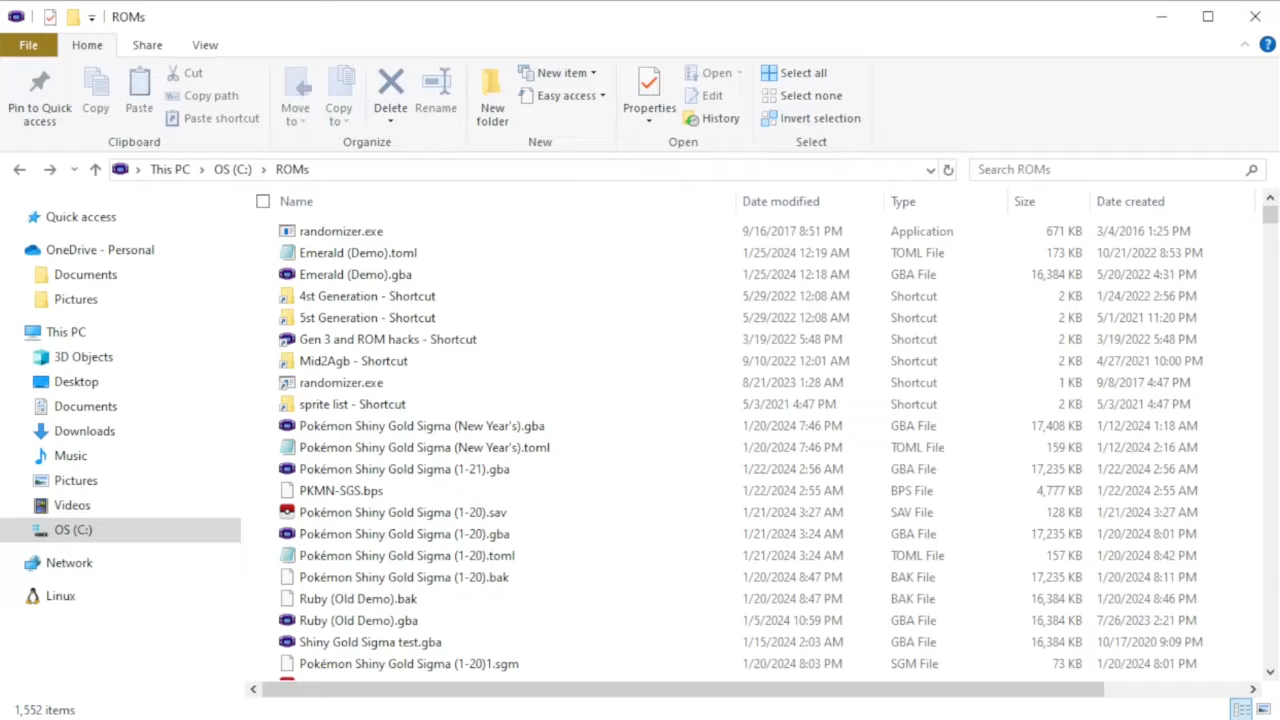 ROMs
File Home Share View
Pin to Quick access
Copy
Paste
Cut
Copy path
Paste shortcut
Clipboard
Move to
Copy to
Delete
Rename
Organize
New folder
New item
Easy access
New
Properties
Open
Edit
History
Open
Select all
Select none
Invert selection
Select
This PC > OS (C:) > ROMs
Search ROMs
Quick access
OneDrive - Personal
Documents
Pictures
This PC
3D Objects
Desktop
Documents
Downloads
Music
Pictures
Videos
OS (C:)
Network
Linux
Name Date modified Type Size Date created
randomizer.exe 9/16/2017 8:51 PM Application 671 KB 3/4/2016 1:25 PM
Emerald (Demo).toml 1/25/2024 12:19 AM TOML File 173 KB 10/21/2022 8:53 PM
Emerald (Demo).gba 1/25/2024 12:18 AM GBA File 16,384 KB 5/20/2022 4:31 PM
4st Generation - Shortcut 5/29/2022 12:08 AM Shortcut 2 KB 1/24/2022 2:56 PM
5st Generation - Shortcut 5/29/2022 12:08 AM Shortcut 2 KB 5/1/2021 11:20 PM
Gen 3 and ROM hacks - Shortcut 3/19/2022 5:48 PM Shortcut 2 KB 3/19/2022 5:48 PM
Mid2Agb - Shortcut 9/10/2022 12:01 AM Shortcut 2 KB 4/27/2021 10:00 PM
randomizer.exe 8/21/2023 1:28 AM Shortcut 1 KB 9/8/2017 4:47 PM
sprite list - Shortcut 5/3/2021 4:47 PM Shortcut 2 KB 5/3/2021 4:47 PM
Pokémon Shiny Gold Sigma (New Year's).gba 1/20/2024 7:46 PM GBA File 17,408 KB 1/12/2024 1:18 AM
Pokémon Shiny Gold Sigma (New Year's).toml 1/20/2024 7:46 PM TOML File 159 KB 1/12/2024 2:16 AM
Pokémon Shiny Gold Sigma (1-21).gba 1/22/2024 2:56 AM GBA File 17,235 KB 1/22/2024 2:56 AM
PKMN-SGS.bps 1/22/2024 2:55 AM BPS File 4,777 KB 1/22/2024 2:55 AM
Pokémon Shiny Gold Sigma (1-20).sav 1/21/2024 3:27 AM SAV File 128 KB 1/21/2024 3:27 AM
Pokémon Shiny Gold Sigma (1-20).gba 1/21/2024 3:24 AM GBA File 17,235 KB 1/20/2024 8:01 PM
Pokémon Shiny Gold Sigma (1-20).toml 1/21/2024 3:24 AM TOML File 157 KB 1/20/2024 8:42 PM
Pokémon Shiny Gold Sigma (1-20).bak 1/20/2024 8:47 PM BAK File 17,235 KB 1/20/2024 8:11 PM
Ruby (Old Demo).bak 1/20/2024 8:47 PM BAK File 16,384 KB 1/20/2024 8:46 PM
Ruby (Old Demo).gba 1/5/2024 10:59 PM GBA File 16,384 KB 7/26/2023 2:21 PM
Shiny Gold Sigma test.gba 1/15/2024 2:03 AM GBA File 16,384 KB 10/17/2020 9:09 PM
Pokémon Shiny Gold Sigma (1-20)1.sgm 1/20/2024 8:03 PM SGM File 73 KB 1/20/2024 8:01 PM
1,552 items